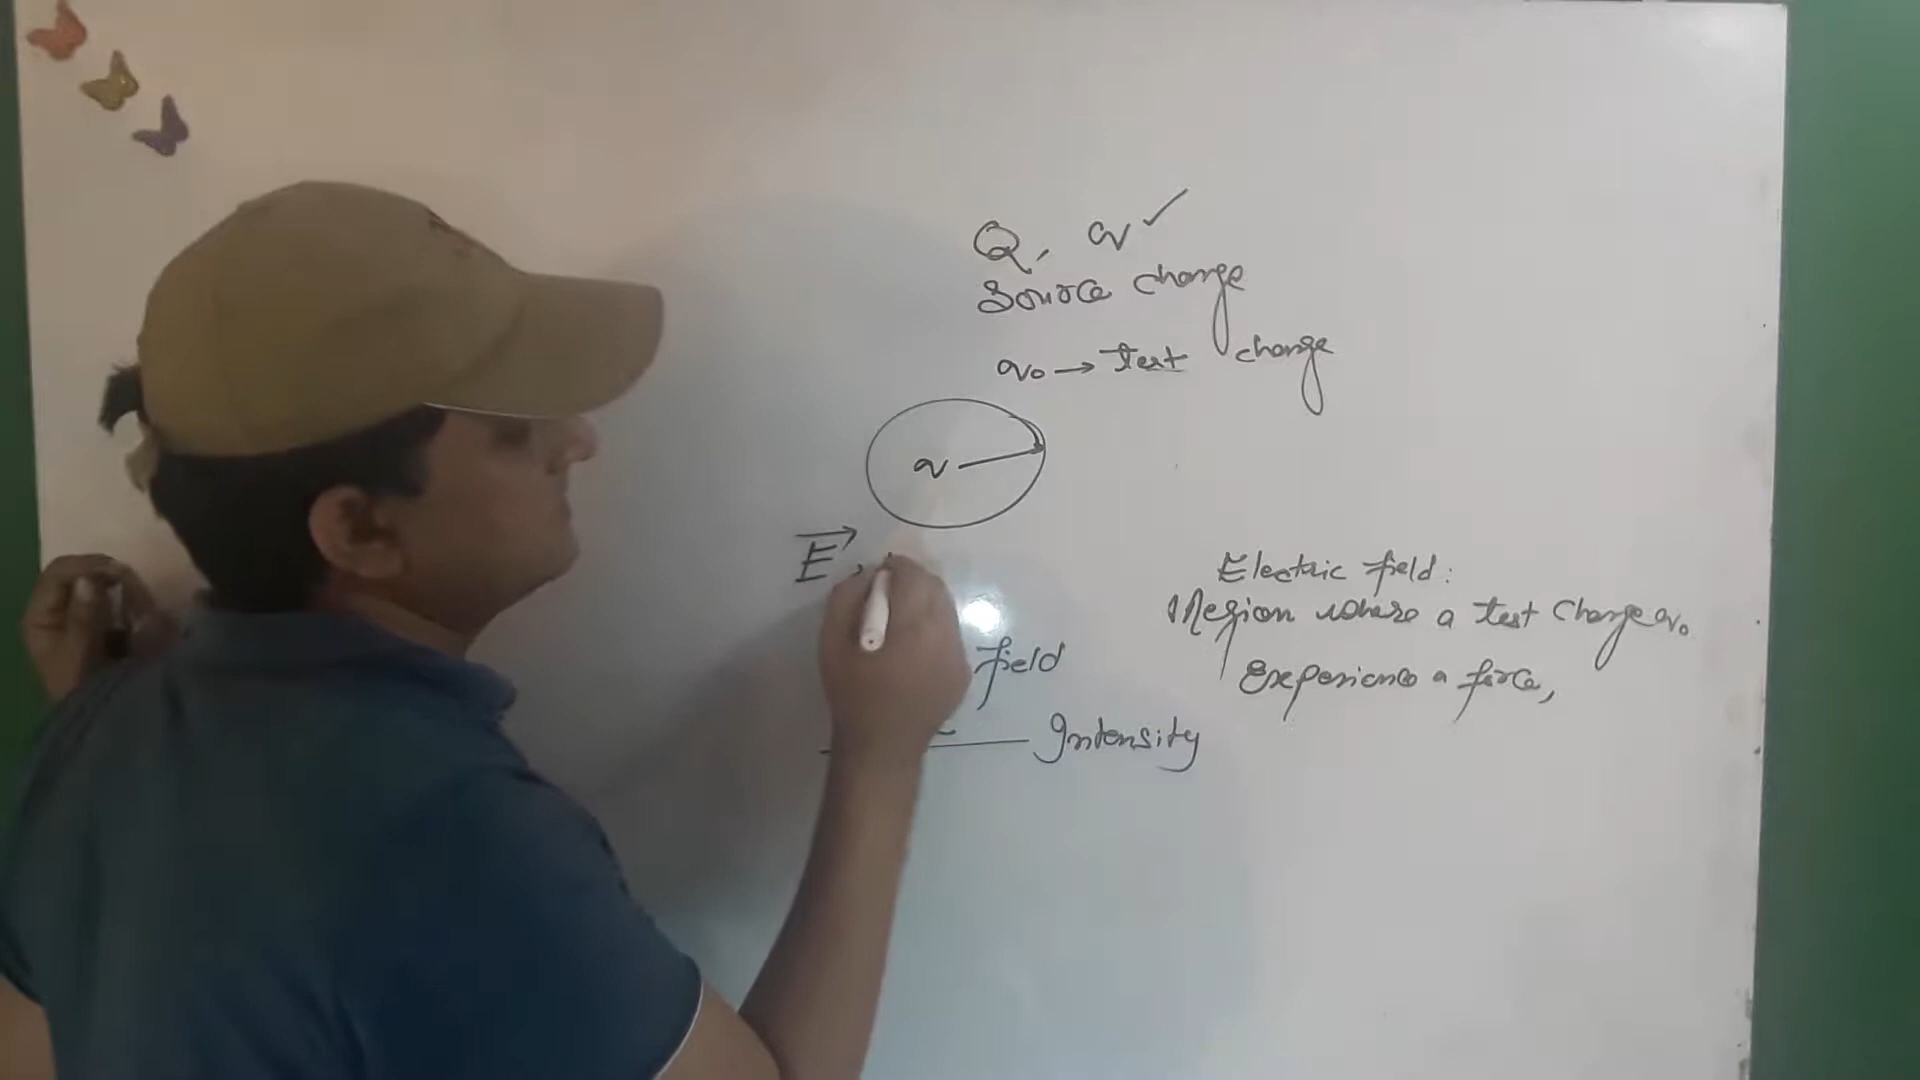 Q, q ✓
Source charge
q₀ → test charge
q
E⃗,
Electric field:
Region where a test charge q₀
Experience a force,
field
Intensity